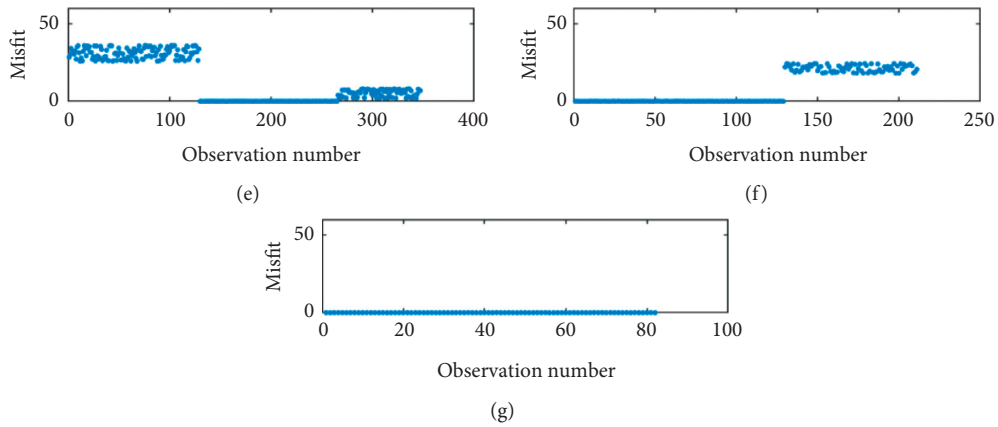 50
0
Misfit
0 100 200 300 400
Observation number
(e)
50
0
Misfit
0 50 100 150 200 250
Observation number
(f)
50
0
Misfit
0 20 40 60 80 100
Observation number
(g)